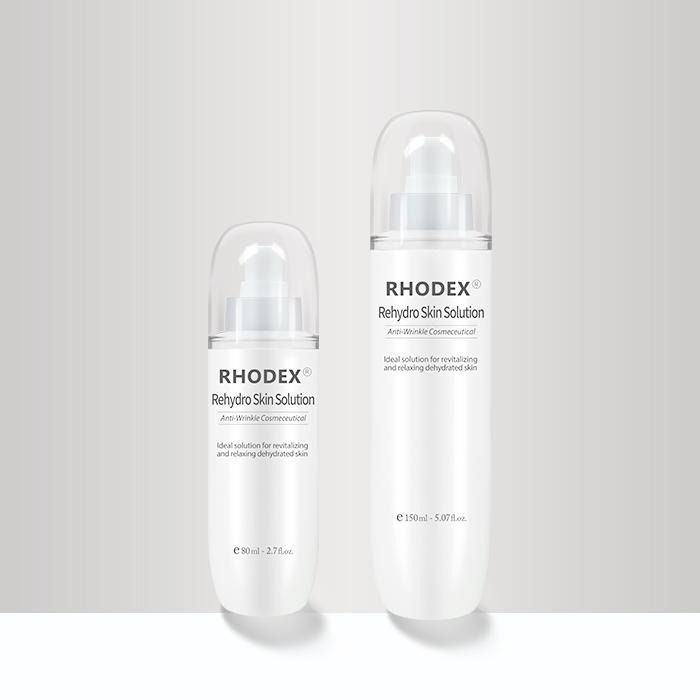 RHODEX®
Rehydro Skin Solution
Anti-Wrinkle Cosmeceutical
Ideal solution for revitalizing
and relaxing dehydrated skin
e 80 ml - 2.7 fl.oz.
RHODEX®
Rehydro Skin Solution
Anti-Wrinkle Cosmeceutical
Ideal solution for revitalizing
and relaxing dehydrated skin
e 150 ml - 5.07 fl.oz.